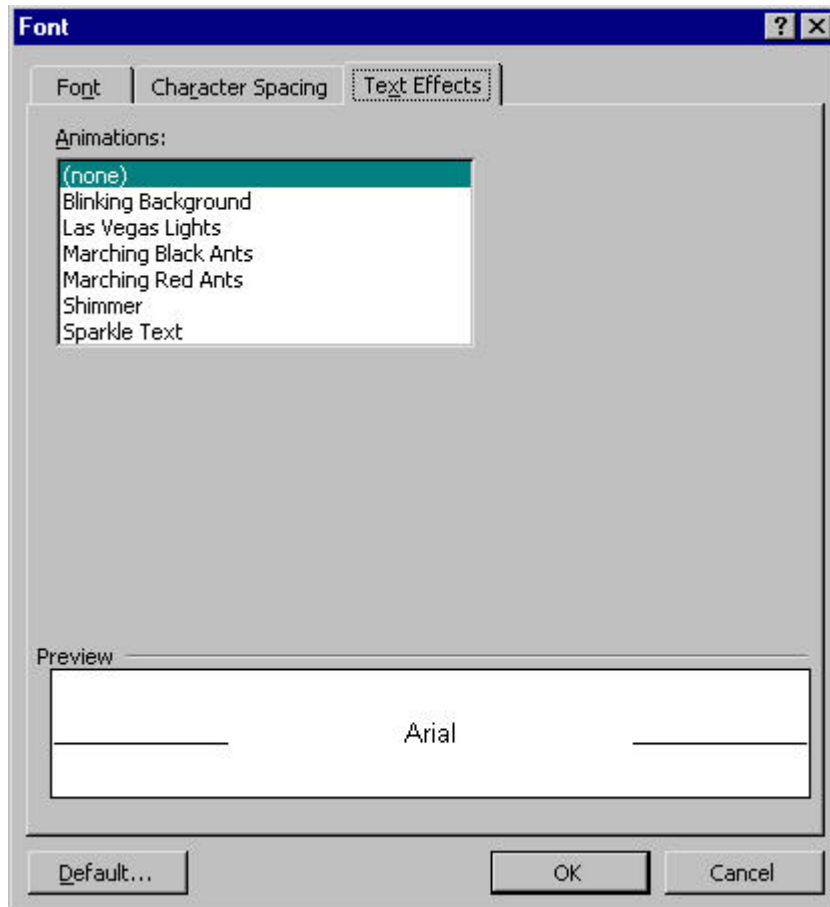 Font
Font Character Spacing Text Effects
Animations:
(none)
Blinking Background
Las Vegas Lights
Marching Black Ants
Marching Red Ants
Shimmer
Sparkle Text
Preview
Arial
Default... OK Cancel